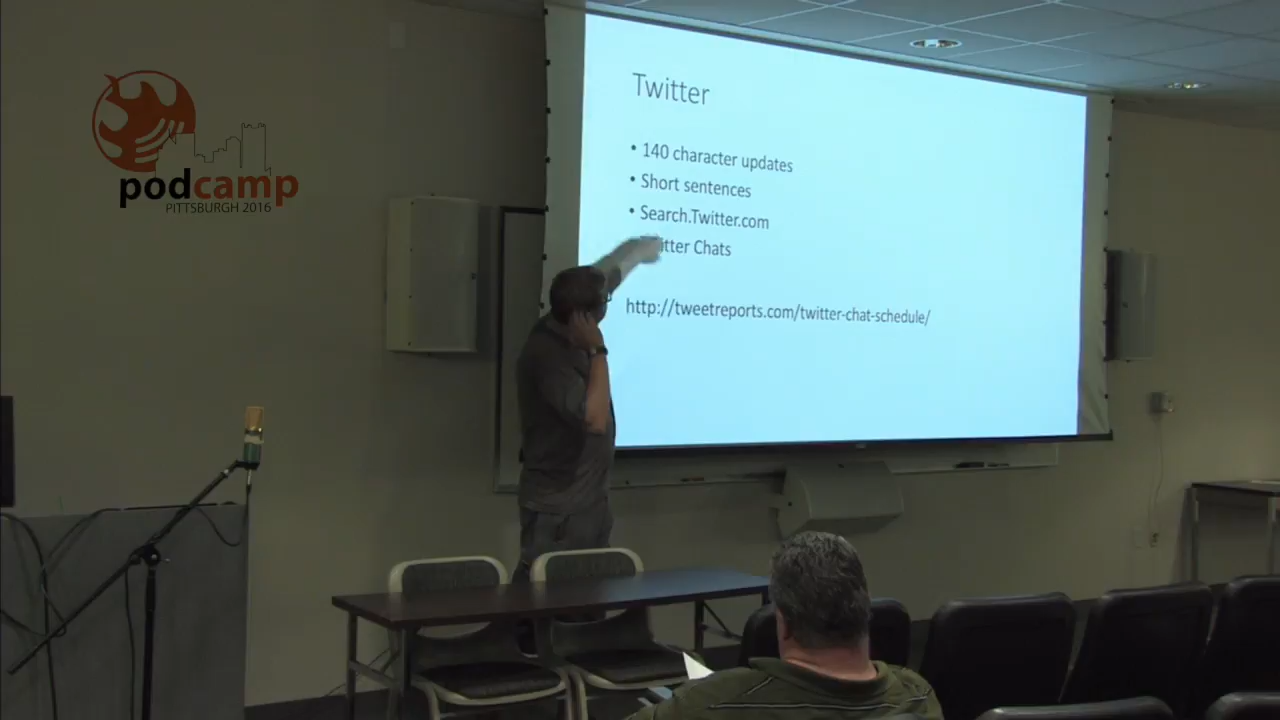 podcamp
PITTSBURGH 2016
Twitter
• 140 character updates
• Short sentences
• Search.Twitter.com
Twitter Chats
http://tweetreports.com/twitter-chat-schedule/